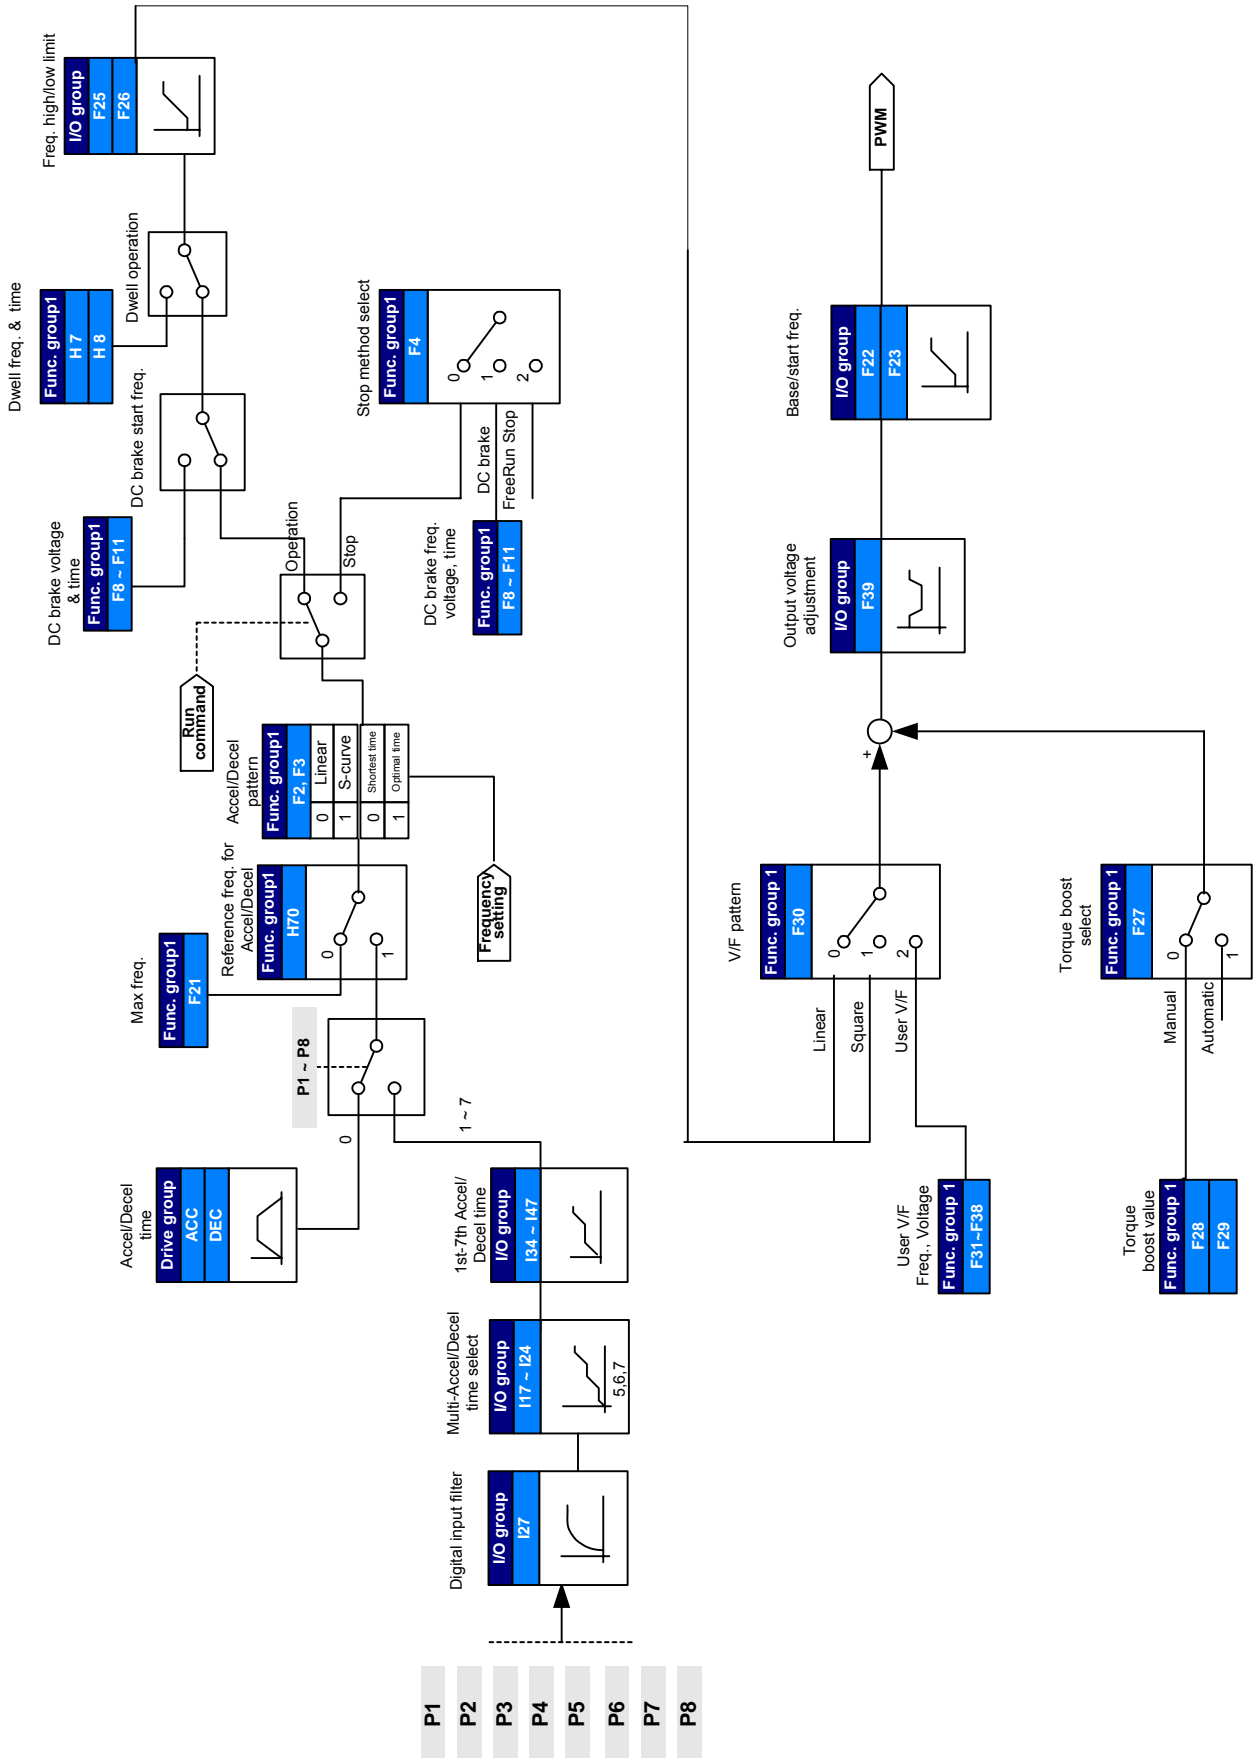 P1
P2
P3
P4
P5
P6
P7
P8
Digital input filter
I/O group
I27
Multi-Accel/Decel
time select
I/O group
I17 ~ I24
5,6,7
1st-7th Accel/
Decel time
I/O group
I34 ~ I47
Accel/Decel
time
Drive group
ACC
DEC
0
1 ~ 7
P1 ~ P8
Max freq.
Func. group1
F21
Reference freq. for
Accel/Decel
Func. group1
H70
0
1
Frequency
setting
Accel/Decel
pattern
Func. group1
F2, F3
0
Linear
1
S-curve
0
Shortest time
1
Optimal time
Run
command
Operation
Stop
DC brake voltage
& time
Func. group1
F8 ~ F11
DC brake start freq.
DC brake freq.
voltage, time
Func. group1
F8 ~ F11
DC brake
FreeRun Stop
Stop method select
Func. group1
F4
0
1
2
Dwell freq. & time
Func. group1
H 7
H 8
Dwell operation
Freq. high/low limit
I/O group
F25
F26
User V/F
Freq., Voltage
Func. group 1
F31~F38
Linear
Square
User V/F
V/F pattern
Func. group 1
F30
0
1
2
+
Torque
boost value
Func. group 1
F28
F29
Manual
Automatic
Torque boost
select
Func. group 1
F27
0
1
Output voltage
adjustment
I/O group
F39
Base/start freq.
I/O group
F22
F23
PWM